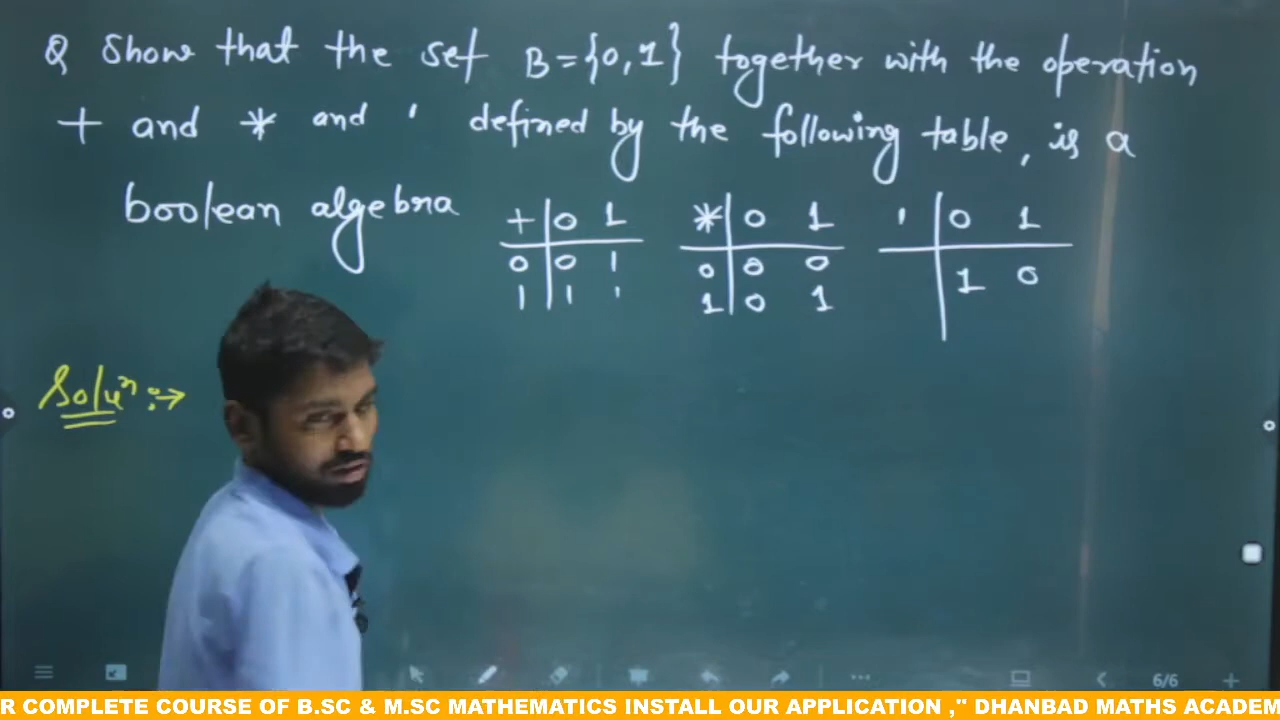 Q Show that the set B = {0, 1} together with the operation
+ and * and ' defined by the following table, is a
boolean algebra
+ 0 1 * 0 1 ' 0 1
0 0 1 0 0 0 1 0
1 1 1 1 0 1
Soluⁿ :→
6/6
R COMPLETE COURSE OF B.SC & M.SC MATHEMATICS INSTALL OUR APPLICATION ," DHANBAD MATHS ACADEM